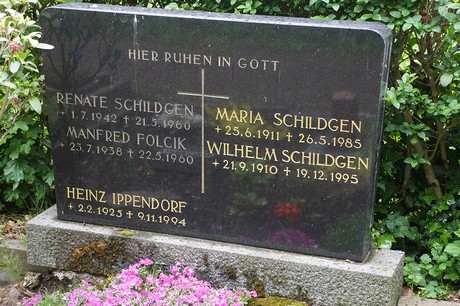 HIER RUHEN IN GOTT
RENATE SCHILDGEN
* 1.7.1942 + 21.5.1960
MANFRED FOLCIK
* 23.7.1938 + 22.5.1960
MARIA SCHILDGEN
* 25.6.1911 + 26.5.1985
WILHELM SCHILDGEN
* 21.9.1910 + 19.12.1995
HEINZ IPPENDORF
* 2.2.1925 + 9.11.1994